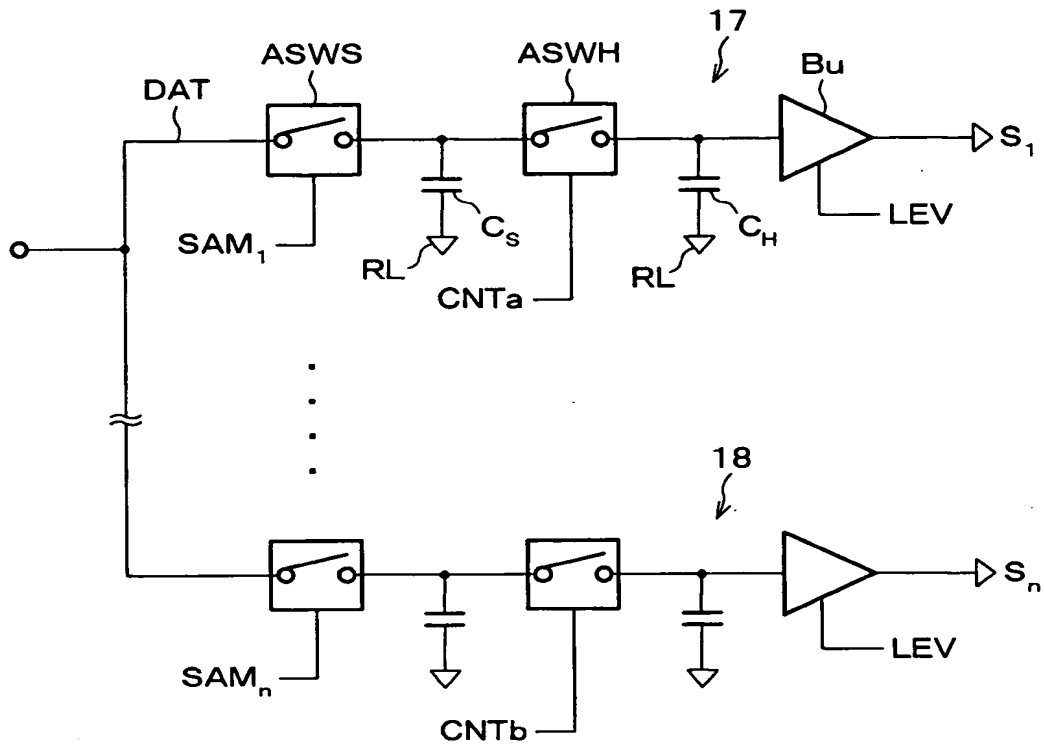 17
ASWS
ASWH
Bu
DAT
S1
SAM1
CS
CH
LEV
RL
RL
CNTa
18
Sn
SAMn
LEV
CNTb